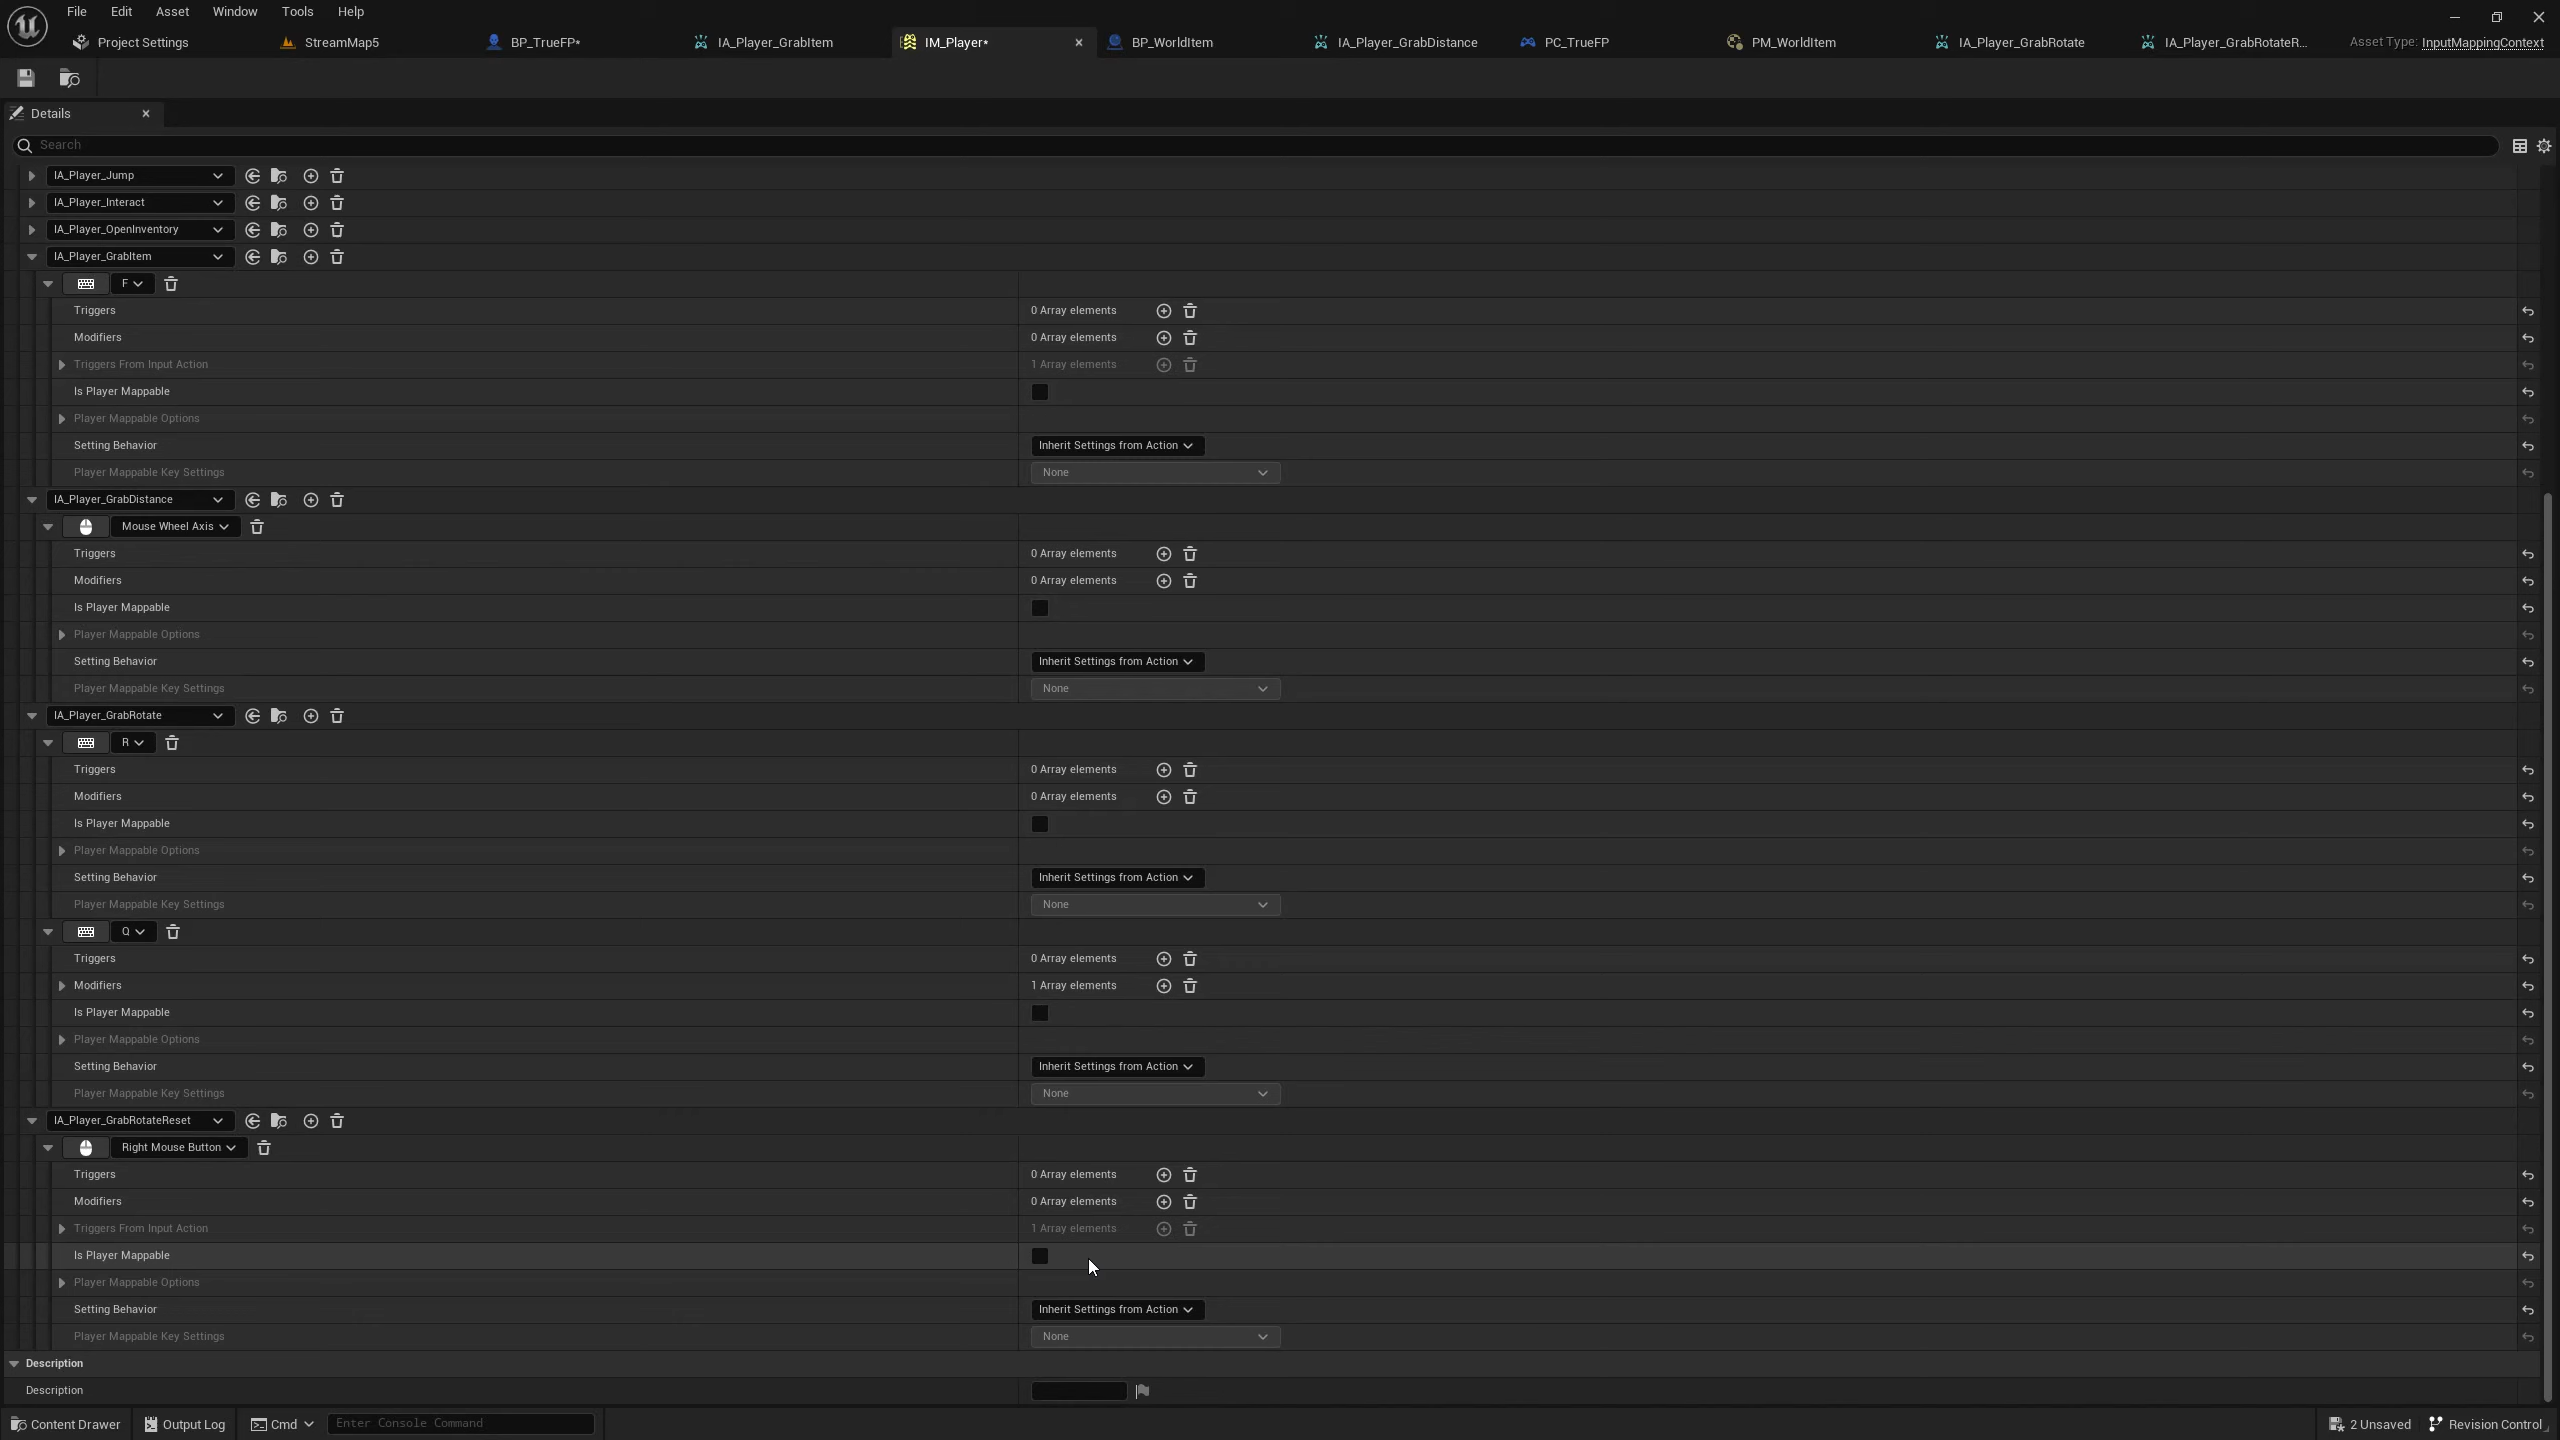 File Edit Asset Window Tools Help
Project Settings StreamMap5 BP_TrueFP* IA_Player_GrabItem IM_Player* BP_WorldItem IA_Player_GrabDistance PC_TrueFP PM_WorldItem IA_Player_GrabRotate IA_Player_GrabRotateR... Asset Type: InputMappingContext
Details
Search
IA_Player_Jump
IA_Player_Interact
IA_Player_OpenInventory
IA_Player_GrabItem
F
Triggers 0 Array elements
Modifiers 0 Array elements
Triggers From Input Action 1 Array elements
Is Player Mappable
Player Mappable Options
Setting Behavior Inherit Settings from Action
Player Mappable Key Settings None
IA_Player_GrabDistance
Mouse Wheel Axis
Triggers 0 Array elements
Modifiers 0 Array elements
Is Player Mappable
Player Mappable Options
Setting Behavior Inherit Settings from Action
Player Mappable Key Settings None
IA_Player_GrabRotate
R
Triggers 0 Array elements
Modifiers 0 Array elements
Is Player Mappable
Player Mappable Options
Setting Behavior Inherit Settings from Action
Player Mappable Key Settings None
Q
Triggers 0 Array elements
Modifiers 1 Array elements
Is Player Mappable
Player Mappable Options
Setting Behavior Inherit Settings from Action
Player Mappable Key Settings None
IA_Player_GrabRotateReset
Right Mouse Button
Triggers 0 Array elements
Modifiers 0 Array elements
Triggers From Input Action 1 Array elements
Is Player Mappable
Player Mappable Options
Setting Behavior Inherit Settings from Action
Player Mappable Key Settings None
Description
Description
Content Drawer Output Log Cmd Enter Console Command 2 Unsaved Revision Control